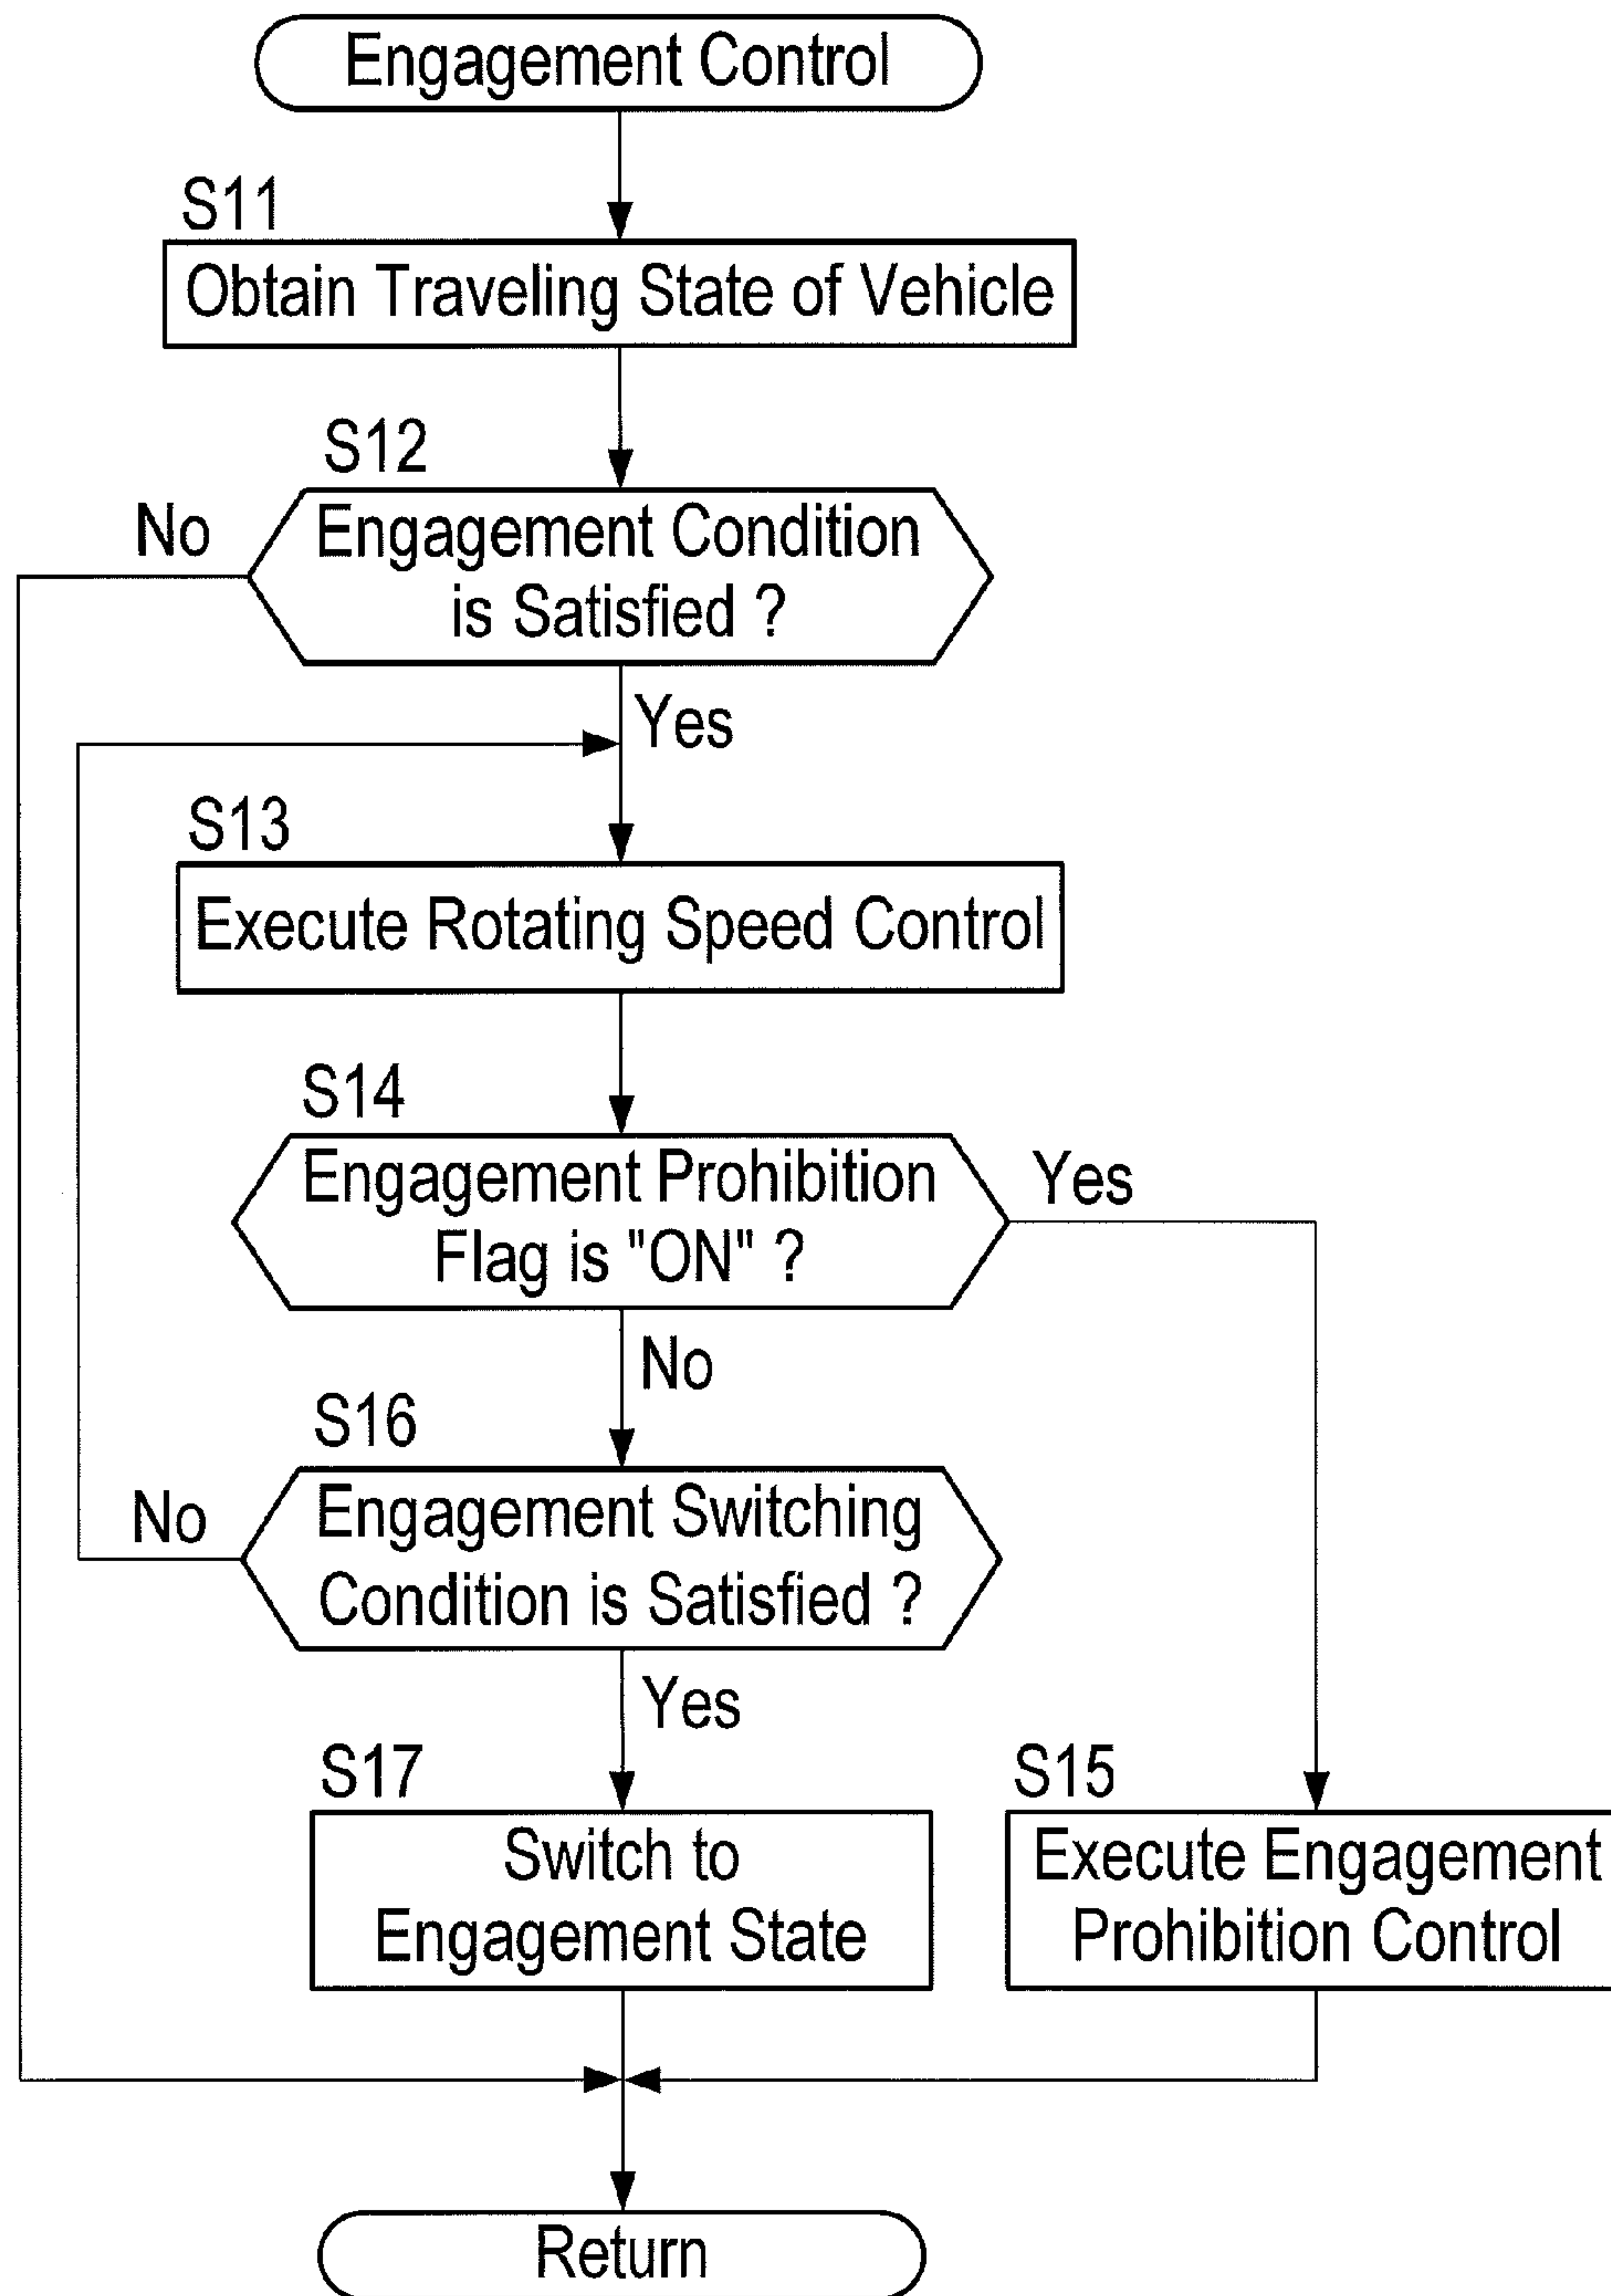 Engagement Control
S11
Obtain Traveling State of Vehicle
S12
No
Engagement Condition
is Satisfied ?
Yes
S13
Execute Rotating Speed Control
S14
Engagement Prohibition
Flag is "ON" ?
Yes
No
S16
No
Engagement Switching
Condition is Satisfied ?
Yes
S17
Switch to
Engagement State
S15
Execute Engagement
Prohibition Control
Return